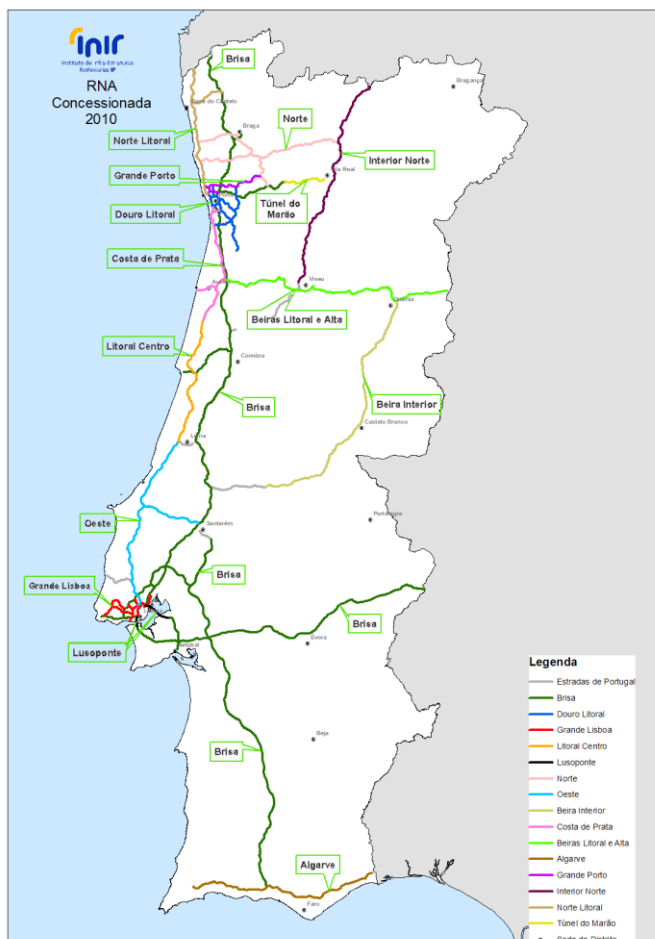 inIR
Instituto de Infra-Estruturas
Rodoviárias IP
RNA
Concessionada
2010
Brisa
Bragança
Viana do Castelo
Braga
Norte
Norte Litoral
Interior Norte
Grande Porto
Vila Real
Túnel do
Marão
Douro Litoral
Costa de Prata
Viseu
Guarda
Beiras Litoral e Alta
Litoral Centro
Coimbra
Brisa
Beira Interior
Castelo Branco
Leiria
Portalegre
Oeste
Santarém
Brisa
Grande Lisboa
Brisa
Lusoponte
Setúbal
Évora
Beja
Brisa
Algarve
Faro
Legenda
Estradas de Portugal
Brisa
Douro Litoral
Grande Lisboa
Litoral Centro
Lusoponte
Norte
Oeste
Beira Interior
Costa de Prata
Beiras Litoral e Alta
Algarve
Grande Porto
Interior Norte
Norte Litoral
Túnel do Marão
Sede de Distrito